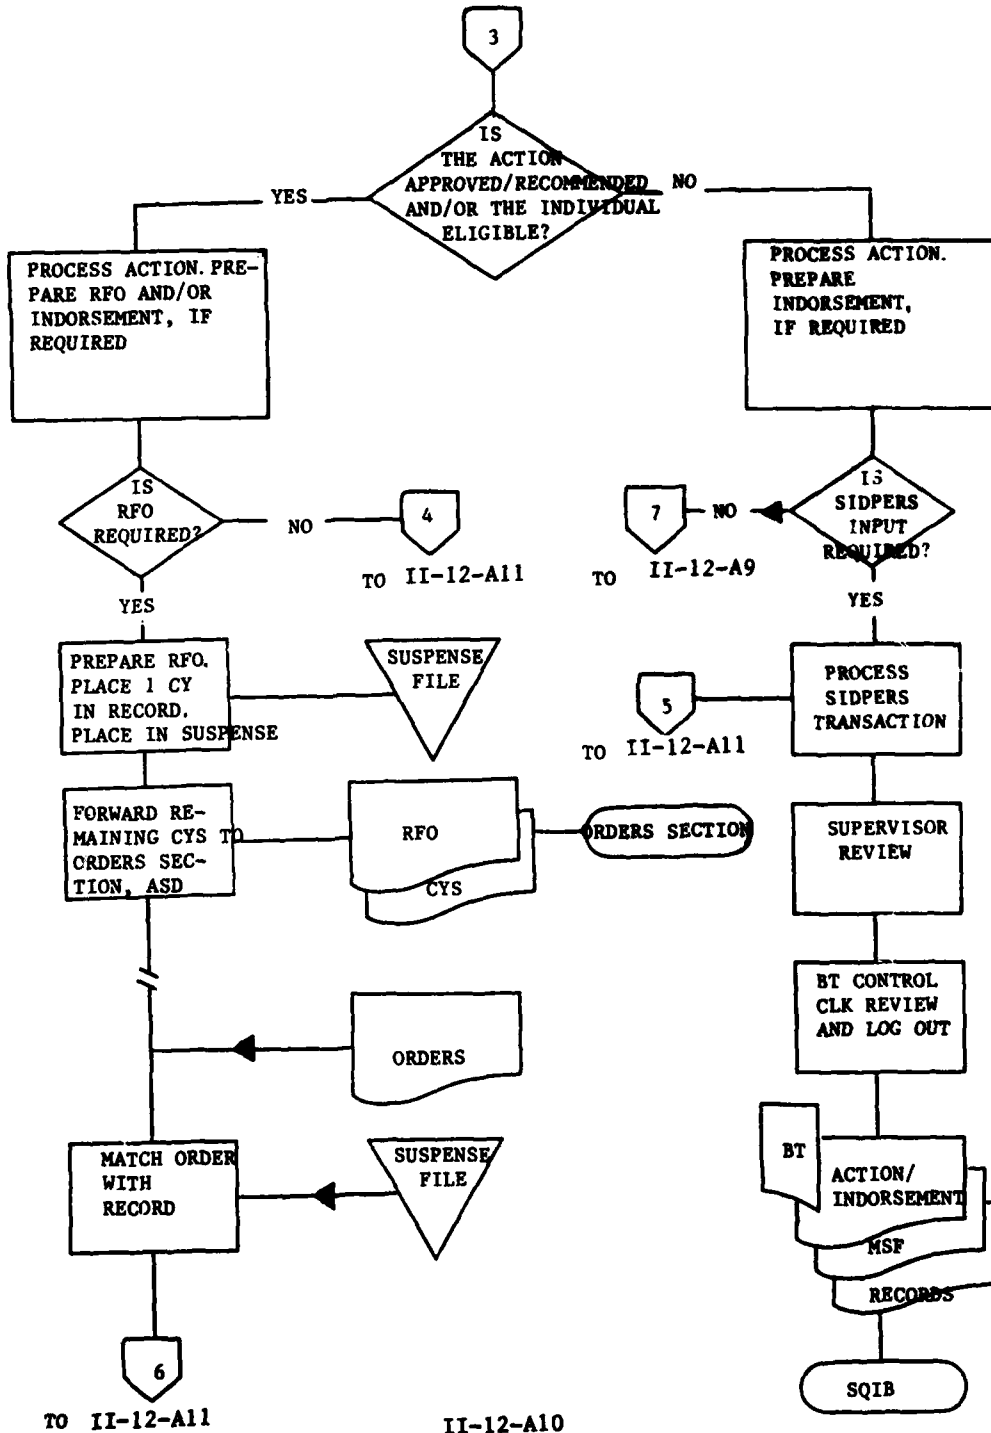 3
IS
THE ACTION
APPROVED/RECOMMENDED
AND/OR THE INDIVIDUAL
ELIGIBLE?
YES
NO
PROCESS ACTION. PRE-
PARE RFO AND/OR
INDORSEMENT, IF
REQUIRED
PROCESS ACTION.
PREPARE
INDORSEMENT,
IF REQUIRED
IS
RFO
REQUIRED?
NO
4
TO II-12-A11
7
NO
TO II-12-A9
IS
SIDPERS
INPUT
REQUIRED?
YES
YES
PREPARE RFO.
PLACE 1 CY
IN RECORD.
PLACE IN SUSPENSE
SUSPENSE
FILE
5
TO II-12-A11
PROCESS
SIDPERS
TRANSACTION
FORWARD RE-
MAINING CYS TO
ORDERS SEC-
TION, ASD
RFO
CYS
ORDERS SECTION
SUPERVISOR
REVIEW
BT CONTROL
CLK REVIEW
AND LOG OUT
ORDERS
MATCH ORDER
WITH
RECORD
SUSPENSE
FILE
BT
ACTION/
INDORSEMENT
MSF
RECORDS
6
TO II-12-A11
SQIB
II-12-A10